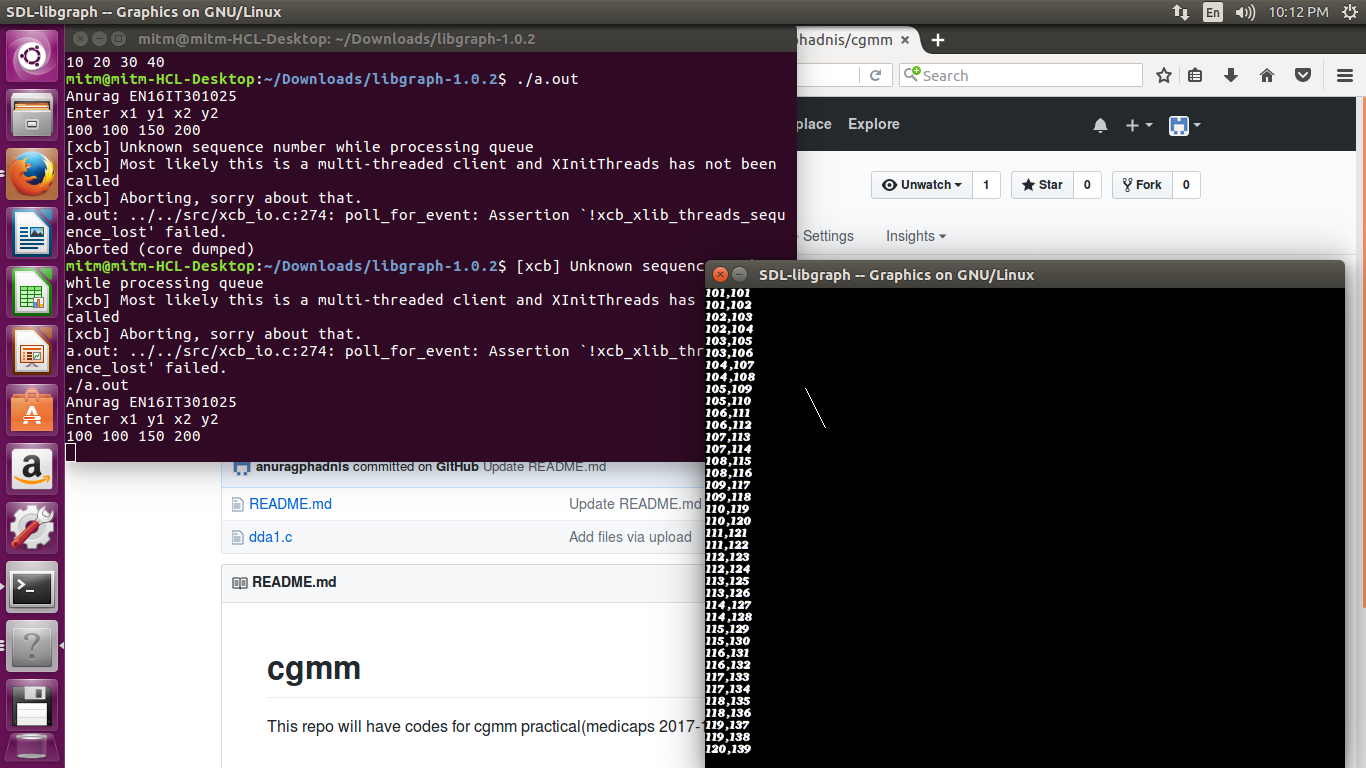 SDL-libgraph -- Graphics on GNU/Linux
En
10:12 PM
mitm@mitm-HCL-Desktop: ~/Downloads/libgraph-1.0.2
10 20 30 40
mitm@mitm-HCL-Desktop:~/Downloads/libgraph-1.0.2$ ./a.out
Anurag EN16IT301025
Enter x1 y1 x2 y2
100 100 150 200
[xcb] Unknown sequence number while processing queue
[xcb] Most likely this is a multi-threaded client and XInitThreads has not been
called
[xcb] Aborting, sorry about that.
a.out: ../../src/xcb_io.c:274: poll_for_event: Assertion `!xcb_xlib_threads_sequ
ence_lost' failed.
Aborted (core dumped)
mitm@mitm-HCL-Desktop:~/Downloads/libgraph-1.0.2$ [xcb] Unknown sequenc
while processing queue
[xcb] Most likely this is a multi-threaded client and XInitThreads has
called
[xcb] Aborting, sorry about that.
a.out: ../../src/xcb_io.c:274: poll_for_event: Assertion `!xcb_xlib_thr
ence_lost' failed.
./a.out
Anurag EN16IT301025
Enter x1 y1 x2 y2
100 100 150 200
hadnis/cgmm
Search
place Explore
Unwatch 1
Star 0
Fork 0
Settings Insights
anuragphadnis committed on GitHub Update README.md
README.md Update README.md
dda1.c Add files via upload
README.md
cgmm
This repo will have codes for cgmm practical(medicaps 2017-
SDL-libgraph -- Graphics on GNU/Linux
101,101
101,102
102,103
102,104
103,105
103,106
104,107
104,108
105,109
105,110
106,111
106,112
107,113
107,114
108,115
108,116
109,117
109,118
110,119
110,120
111,121
111,122
112,123
112,124
113,125
113,126
114,127
114,128
115,129
115,130
116,131
116,132
117,133
117,134
118,135
118,136
119,137
119,138
120,139